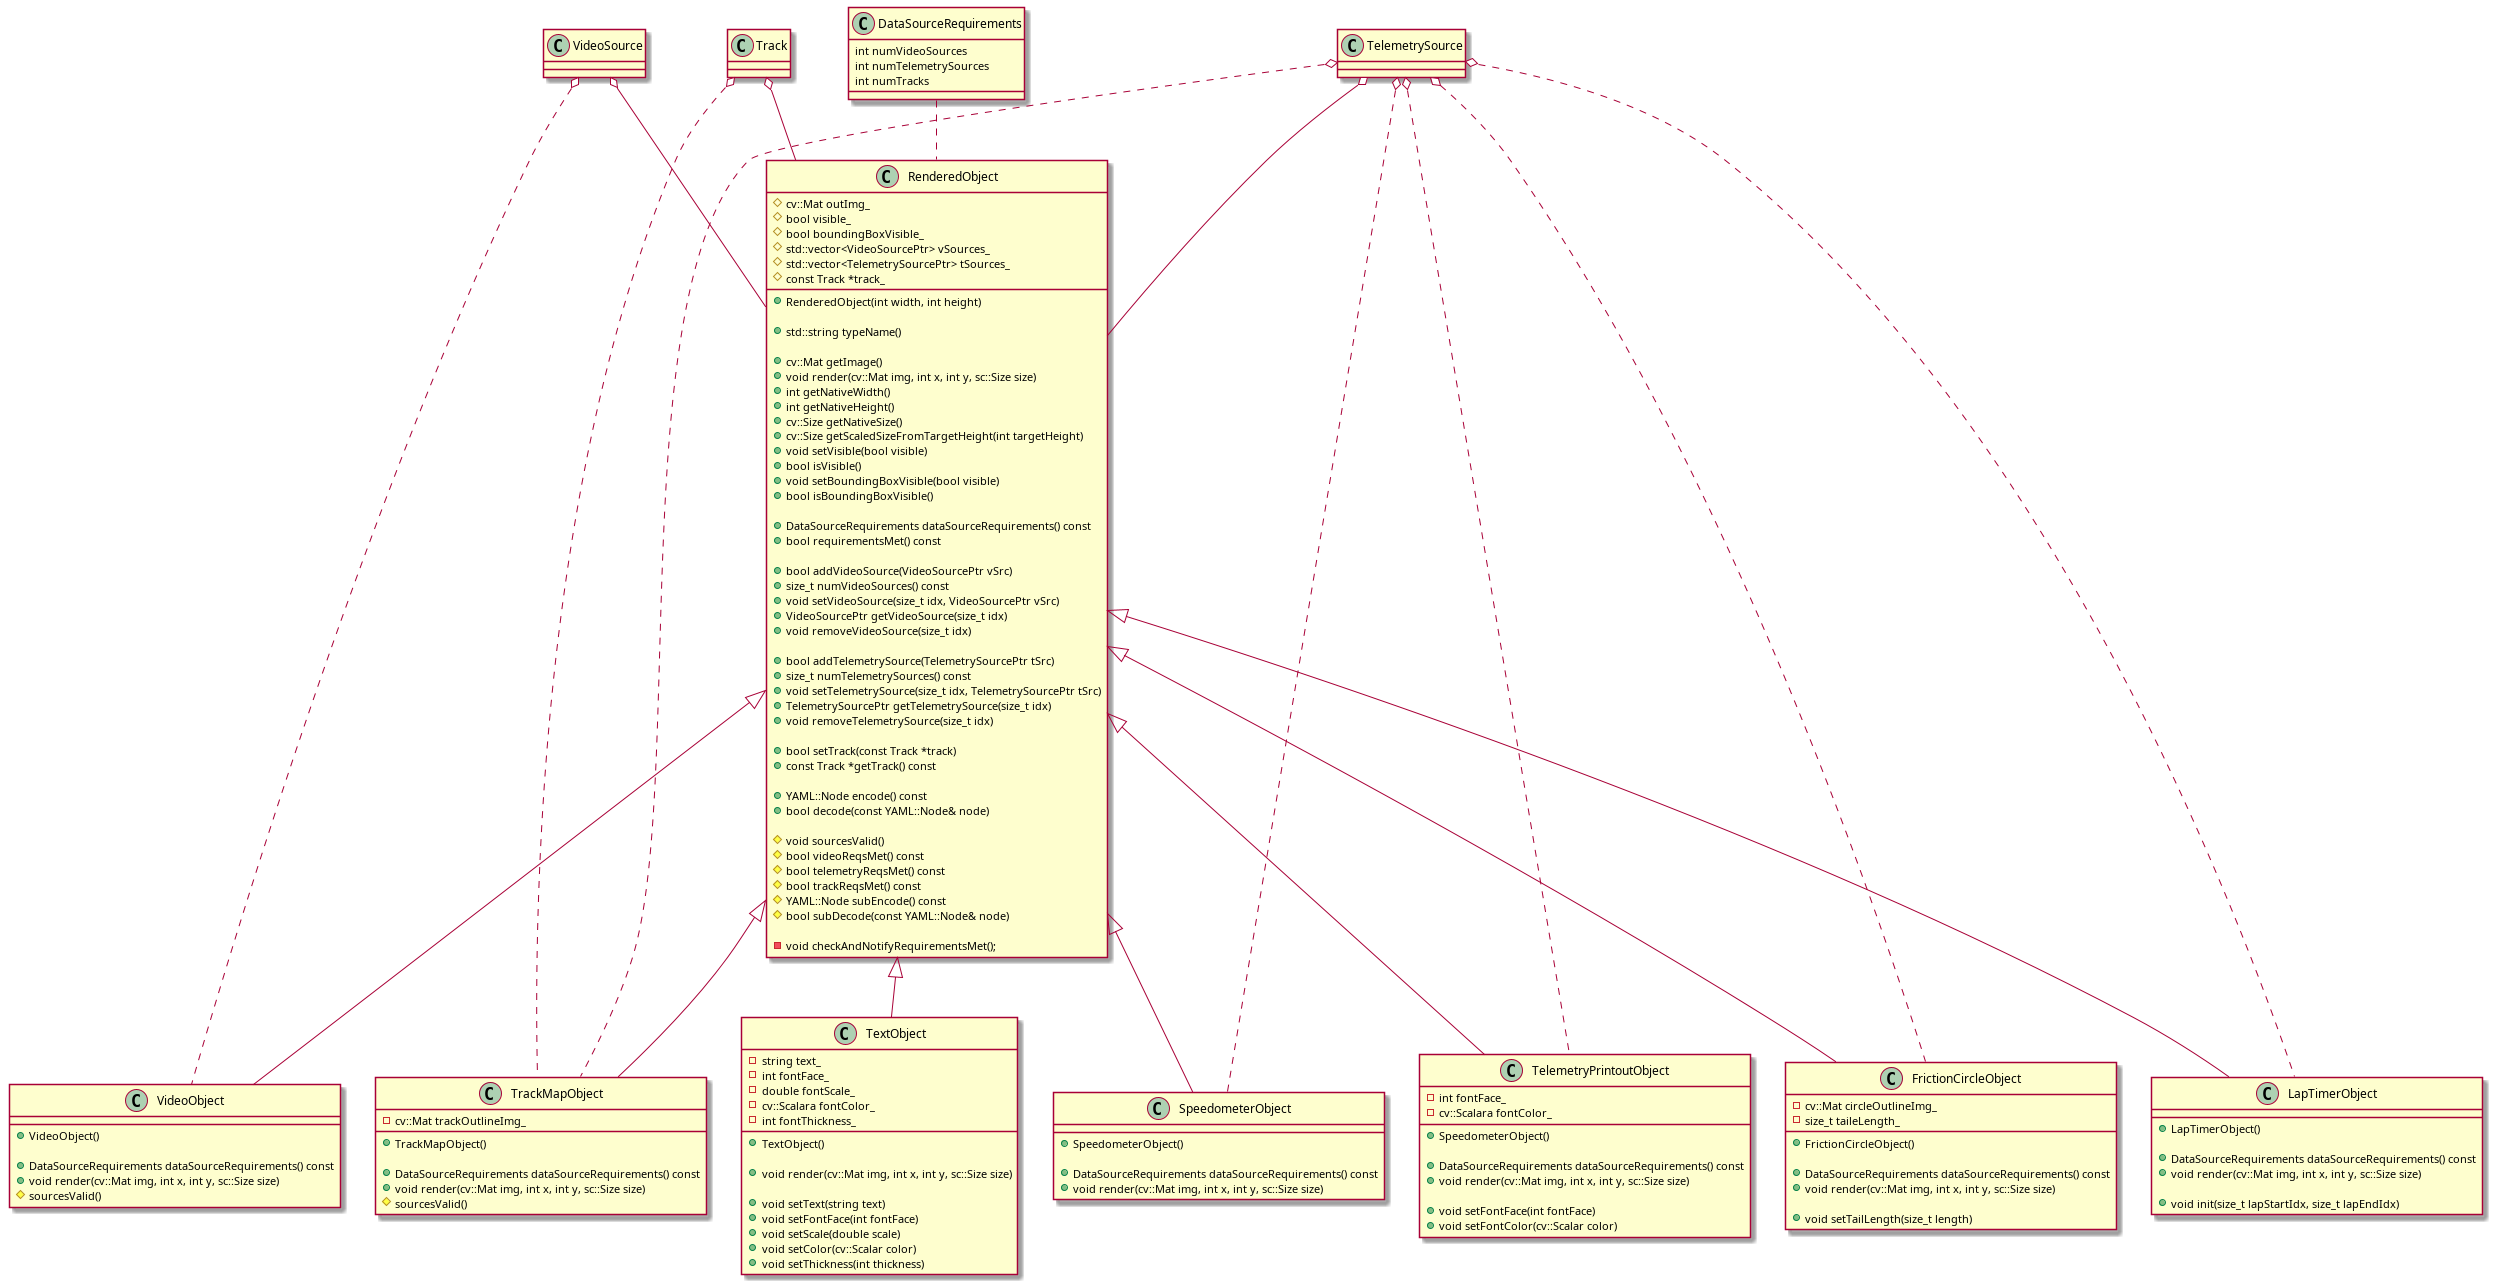 VideoSource
Track
DataSourceRequirements
int numVideoSources
int numTelemetrySources
int numTracks
TelemetrySource
RenderedObject
cv::Mat outImg_
bool visible_
bool boundingBoxVisible_
std::vector<VideoSourcePtr> vSources_
std::vector<TelemetrySourcePtr> tSources_
const Track *track_
RenderedObject(int width, int height)
std::string typeName()
cv::Mat getImage()
void render(cv::Mat img, int x, int y, sc::Size size)
int getNativeWidth()
int getNativeHeight()
cv::Size getNativeSize()
cv::Size getScaledSizeFromTargetHeight(int targetHeight)
void setVisible(bool visible)
bool isVisible()
void setBoundingBoxVisible(bool visible)
bool isBoundingBoxVisible()
DataSourceRequirements dataSourceRequirements() const
bool requirementsMet() const
bool addVideoSource(VideoSourcePtr vSrc)
size_t numVideoSources() const
void setVideoSource(size_t idx, VideoSourcePtr vSrc)
VideoSourcePtr getVideoSource(size_t idx)
void removeVideoSource(size_t idx)
bool addTelemetrySource(TelemetrySourcePtr tSrc)
size_t numTelemetrySources() const
void setTelemetrySource(size_t idx, TelemetrySourcePtr tSrc)
TelemetrySourcePtr getTelemetrySource(size_t idx)
void removeTelemetrySource(size_t idx)
bool setTrack(const Track *track)
const Track *getTrack() const
YAML::Node encode() const
bool decode(const YAML::Node& node)
void sourcesValid()
bool videoReqsMet() const
bool telemetryReqsMet() const
bool trackReqsMet() const
YAML::Node subEncode() const
bool subDecode(const YAML::Node& node)
void checkAndNotifyRequirementsMet();
VideoObject
VideoObject()
DataSourceRequirements dataSourceRequirements() const
void render(cv::Mat img, int x, int y, sc::Size size)
sourcesValid()
TrackMapObject
cv::Mat trackOutlineImg_
TrackMapObject()
DataSourceRequirements dataSourceRequirements() const
void render(cv::Mat img, int x, int y, sc::Size size)
sourcesValid()
TextObject
string text_
int fontFace_
double fontScale_
cv::Scalara fontColor_
int fontThickness_
TextObject()
void render(cv::Mat img, int x, int y, sc::Size size)
void setText(string text)
void setFontFace(int fontFace)
void setScale(double scale)
void setColor(cv::Scalar color)
void setThickness(int thickness)
SpeedometerObject
SpeedometerObject()
DataSourceRequirements dataSourceRequirements() const
void render(cv::Mat img, int x, int y, sc::Size size)
TelemetryPrintoutObject
int fontFace_
cv::Scalara fontColor_
SpeedometerObject()
DataSourceRequirements dataSourceRequirements() const
void render(cv::Mat img, int x, int y, sc::Size size)
void setFontFace(int fontFace)
void setFontColor(cv::Scalar color)
FrictionCircleObject
cv::Mat circleOutlineImg_
size_t taileLength_
FrictionCircleObject()
DataSourceRequirements dataSourceRequirements() const
void render(cv::Mat img, int x, int y, sc::Size size)
void setTailLength(size_t length)
LapTimerObject
LapTimerObject()
DataSourceRequirements dataSourceRequirements() const
void render(cv::Mat img, int x, int y, sc::Size size)
void init(size_t lapStartIdx, size_t lapEndIdx)